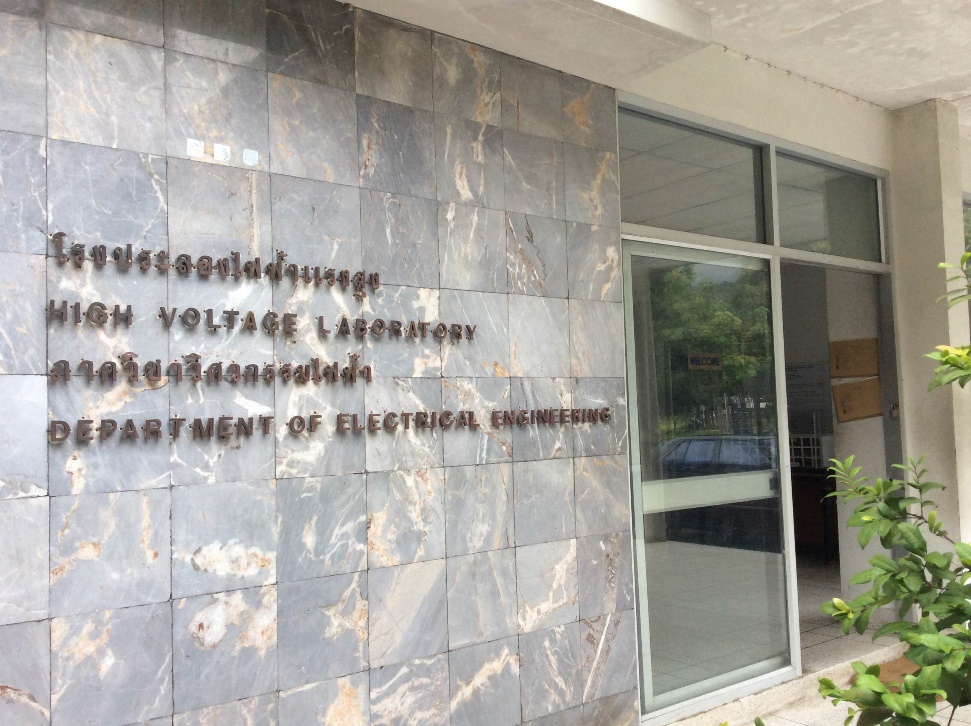 โรงประลองไฟฟ้าแรงสูง
HIGH VOLTAGE LABORATORY
ภาควิชาวิศวกรรมไฟฟ้า
DEPARTMENT OF ELECTRICAL ENGINEERING
WELCOME